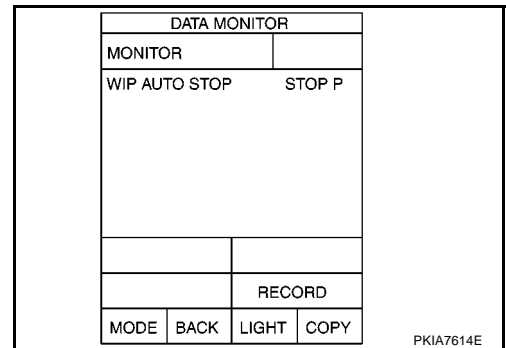 DATA MONITOR
MONITOR
WIP AUTO STOP STOP P
RECORD
MODE BACK LIGHT COPY
PKIA7614E